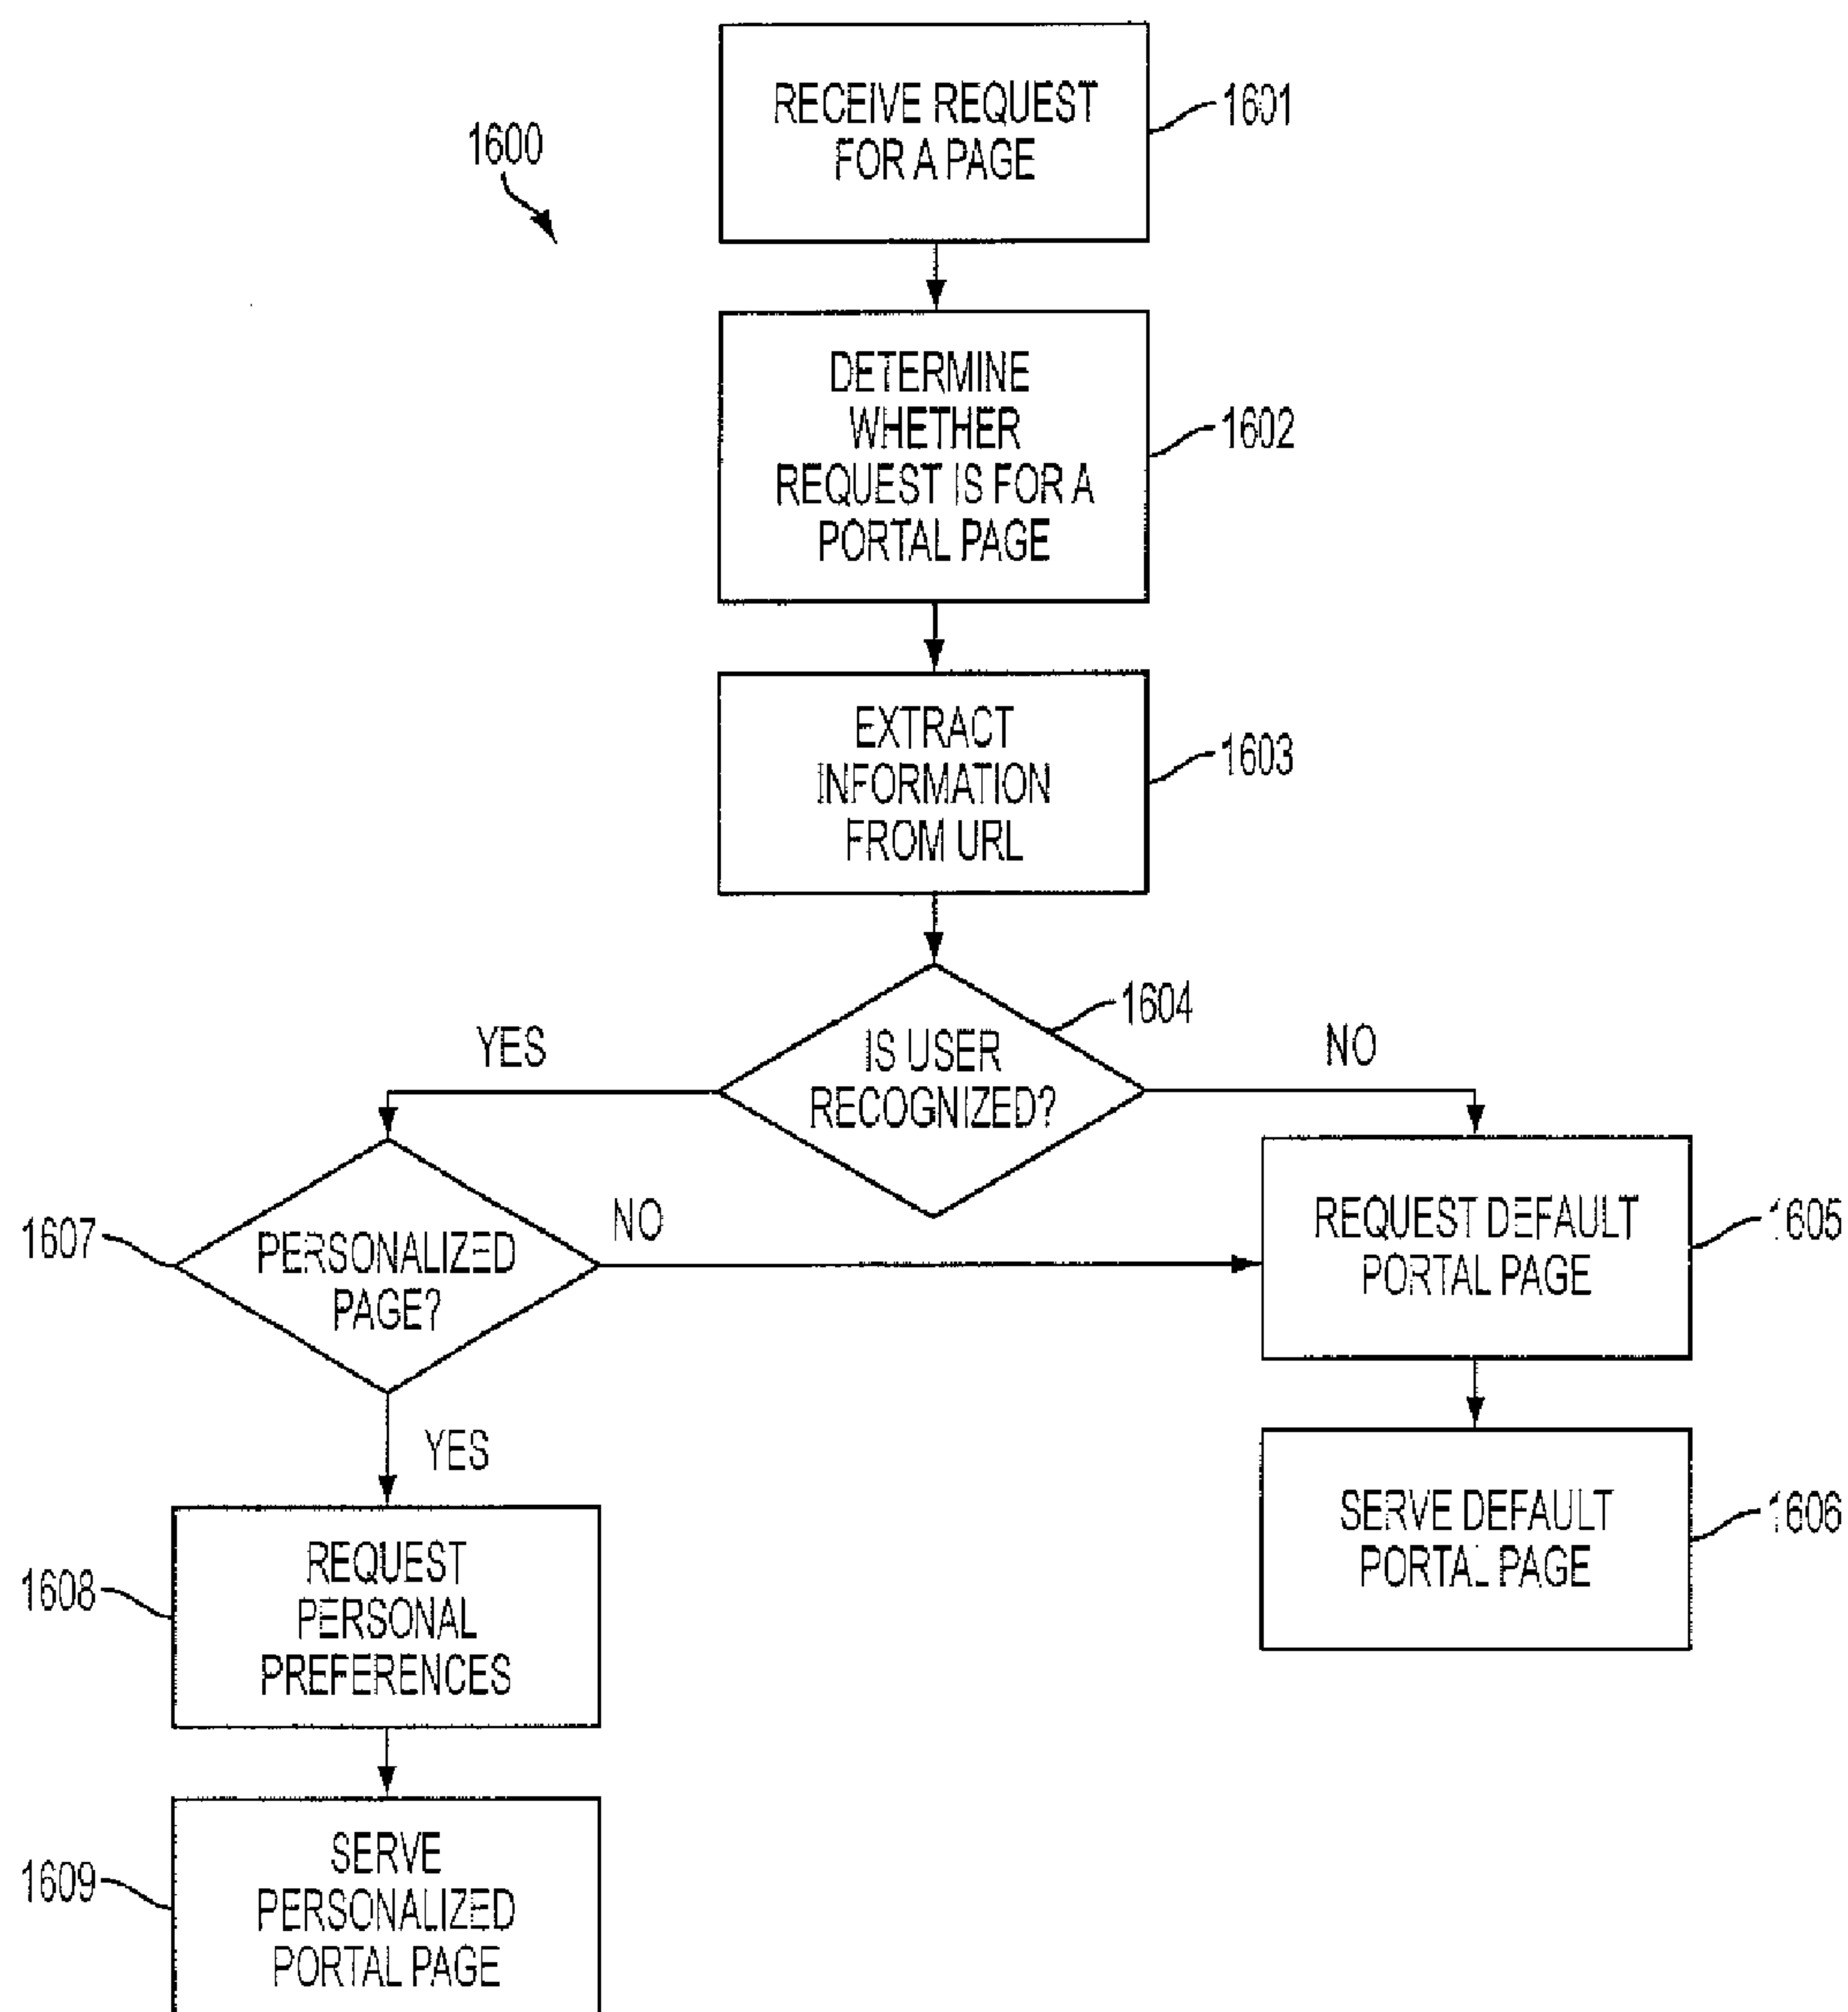 RECEIVE REQUEST
FOR A PAGE
1601
1600
DETERMINE
WHETHER
REQUEST IS FOR A
PORTAL PAGE
1602
EXTRACT
INFORMATION
FROM URL
1603
IS USER
RECOGNIZED?
1604
YES
NO
PERSONALIZED
PAGE?
1607
NO
REQUEST DEFAULT
PORTAL PAGE
1605
YES
SERVE DEFAULT
PORTAL PAGE
1606
REQUEST
PERSONAL
PREFERENCES
1608
SERVE
PERSONALIZED
PORTAL PAGE
1609